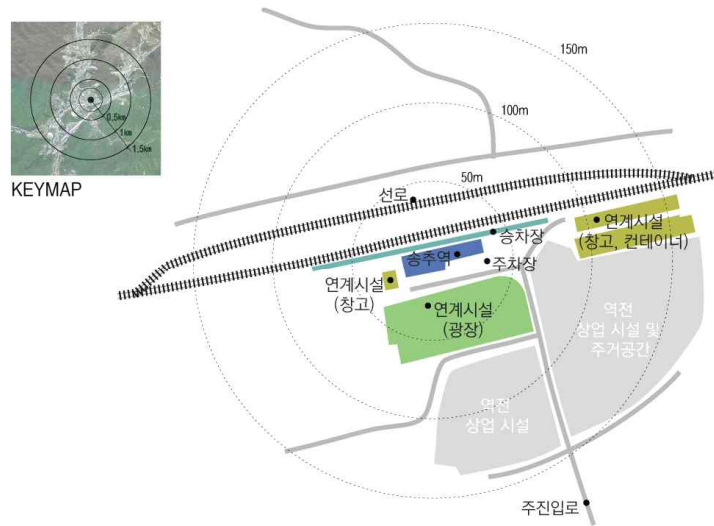 150m
100m
50m
0.5km
1km
1.5km
KEYMAP
선로
승차장
연계시설
(창고, 컨테이너)
송추역
주차장
연계시설
(창고)
연계시설
(광장)
역전
상업 시설 및
주거공간
역전
상업 시설
주진입로